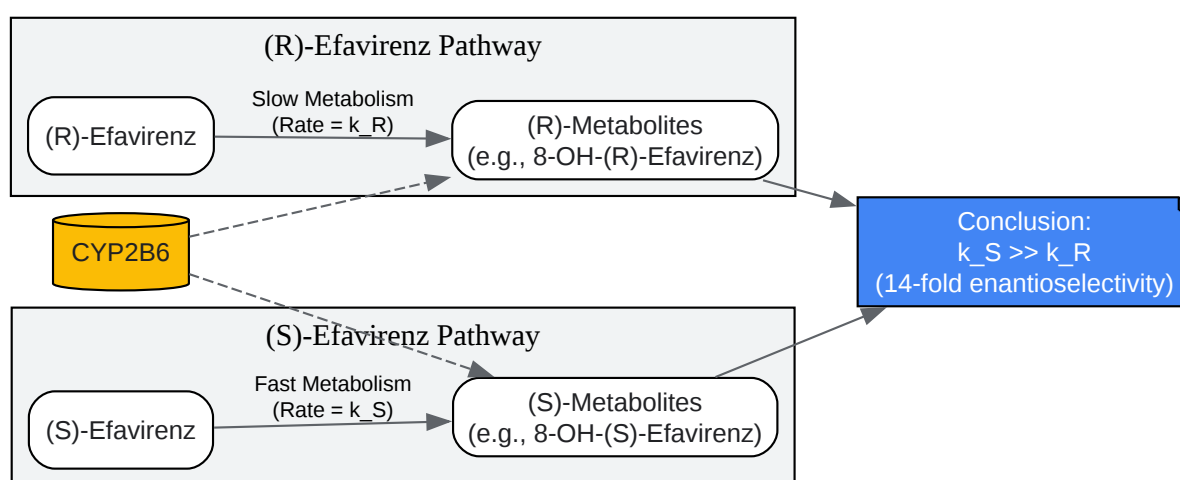 (R)-Efavirenz Pathway
Slow Metabolism
(Rate = k_R)
(R)-Efavirenz
(R)-Metabolites
(e.g., 8-OH-(R)-Efavirenz)
CYP2B6
Conclusion:
k_S >> k_R
(14-fold enantioselectivity)
(S)-Efavirenz Pathway
Fast Metabolism
(Rate = k_S)
(S)-Efavirenz
(S)-Metabolites
(e.g., 8-OH-(S)-Efavirenz)